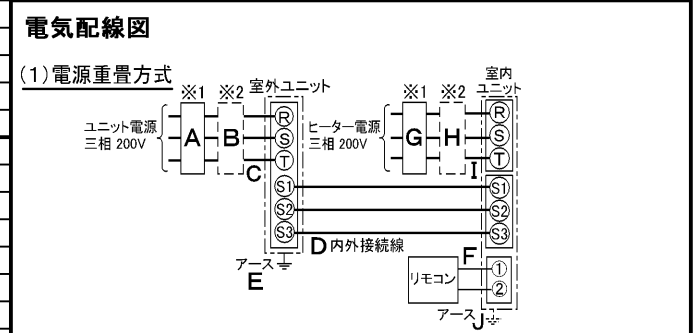 電気配線図
(1)電源重畳方式
※1 ※2 室外ユニット
ユニット電源
三相 200V
A B
R
S
T
C
S1
S2
S3
アース
E
D 内外接続線
※1 ※2 室内
ユニット
ヒーター電源
三相 200V
G H
R
S
T
I
S1
S2
S3
リモコン
F
①
②
アース J